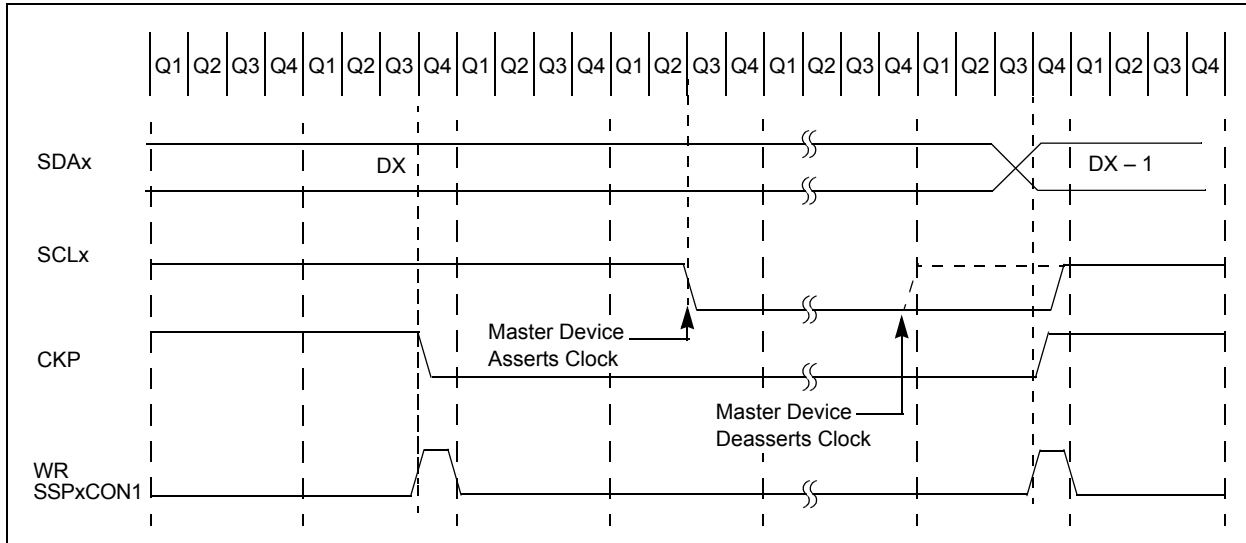 Q1 Q2 Q3 Q4 Q1 Q2 Q3 Q4 Q1 Q2 Q3 Q4 Q1 Q2 Q3 Q4 Q1 Q2 Q3 Q4 Q1 Q2 Q3 Q4 Q1 Q2 Q3 Q4
SDAx
DX
DX – 1
SCLx
Master Device
Asserts Clock
CKP
Master Device
Deasserts Clock
WR
SSPxCON1